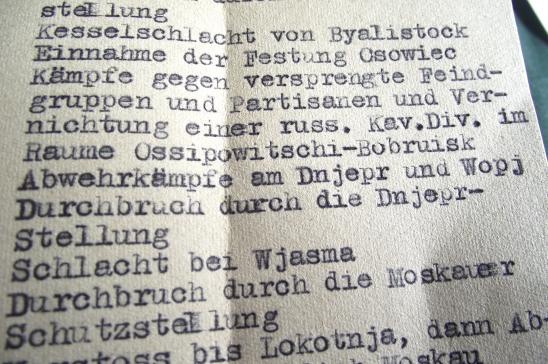 stellung
Kesselschlacht von Byalistock
Einnahme der Festung Osowiec
Kämpfe gegen versprengte Feind-
gruppen und Partisanen und Ver-
nichtung einer russ. Kav.Div. im
Raume Ossipowitschi-Bobruisk
Abwehrkämpfe am Dnjepr und Wopj
Durchbruch durch die Dnjepr-
Stellung
Schlacht bei Wjasma
Durchbruch durch die Moskauer
Schutzstellung
bis Lokotnja, dann Ab-
Moskau